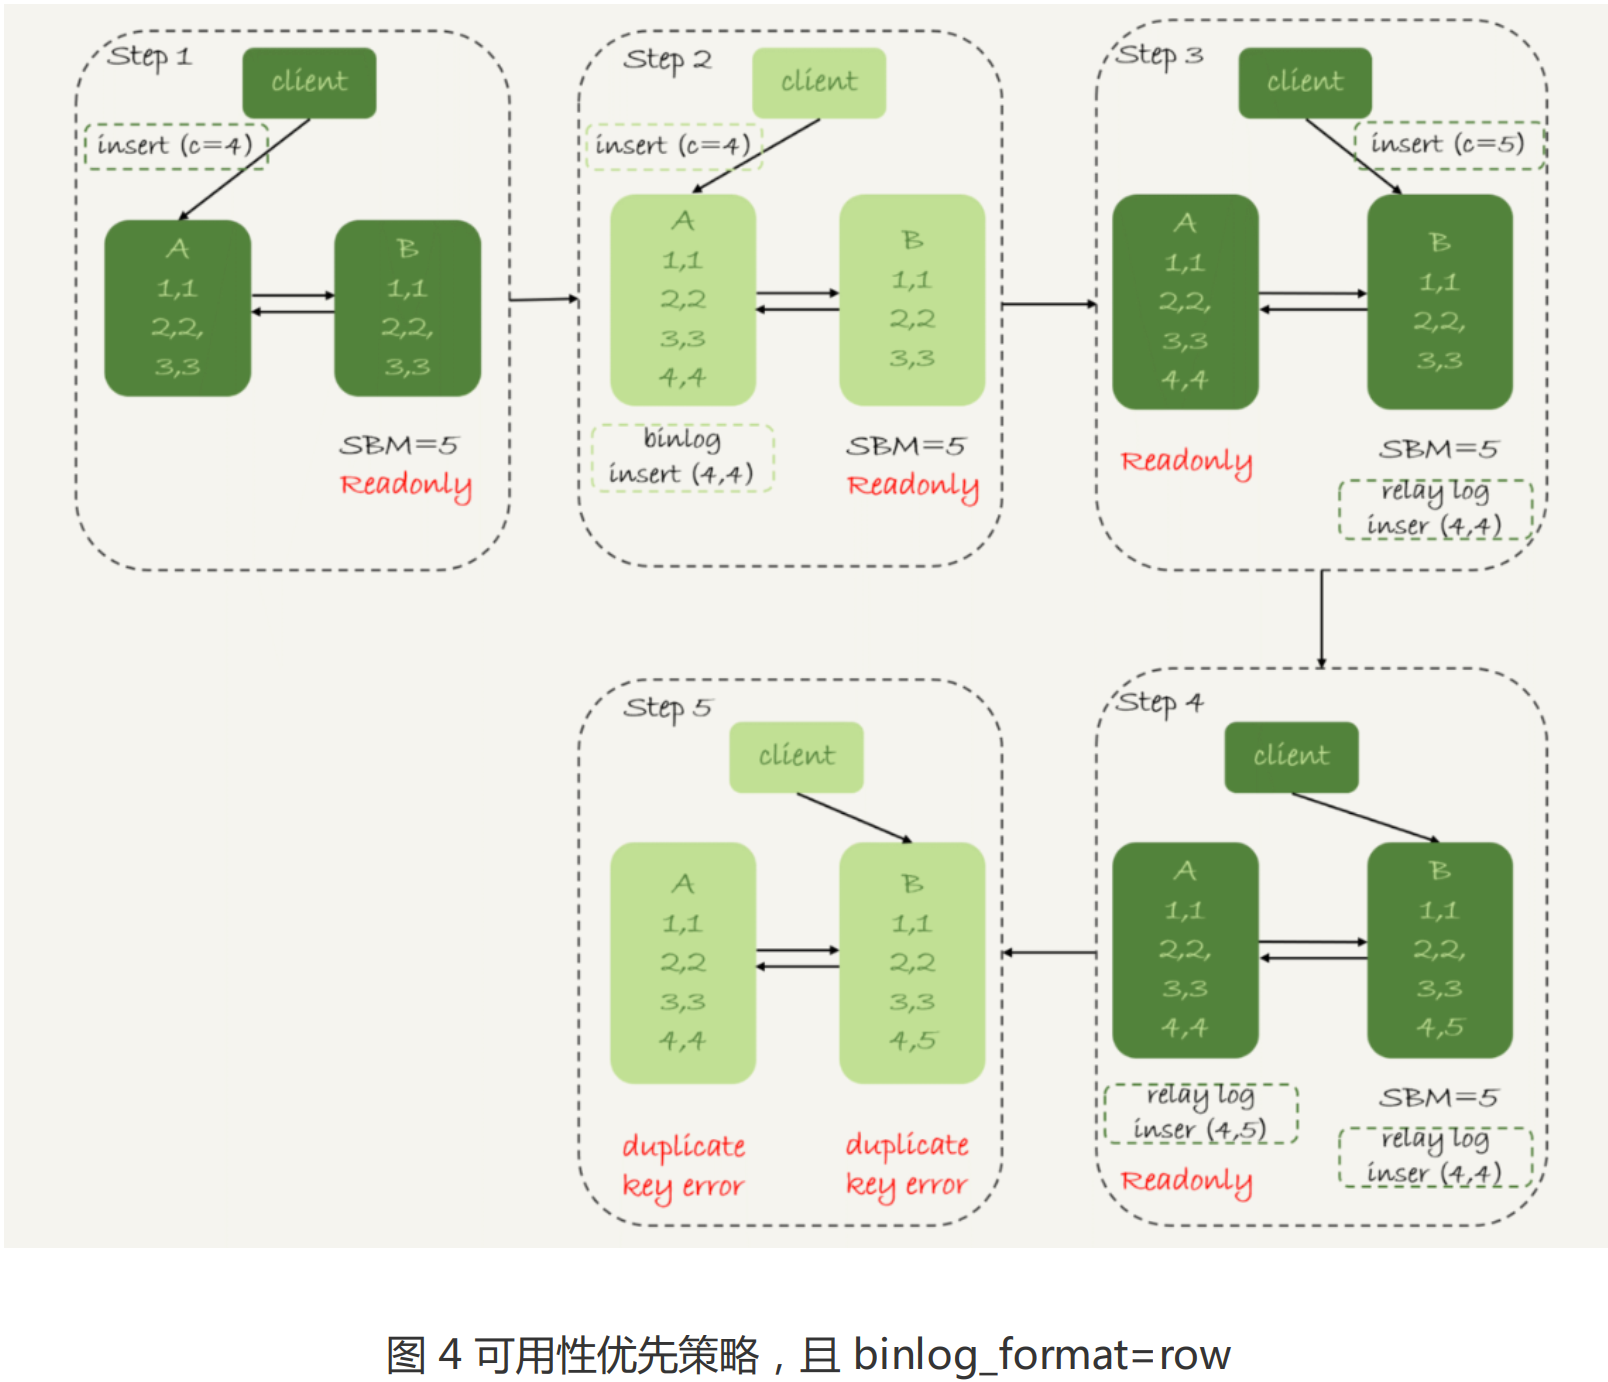 Step 1
client
insert (c=4)
A
1,1
2,2,
3,3
B
1,1
2,2,
3,3
SBM=5
Readonly
Step 2
client
insert (c=4)
A
1,1
2,2
3,3
4,4
B
1,1
2,2
3,3
binlog
insert (4,4)
SBM=5
Readonly
Step 3
client
insert (c=5)
A
1,1
2,2,
3,3
4,4
B
1,1
2,2,
3,3
Readonly
SBM=5
relay log
inser (4,4)
Step 4
client
A
1,1
2,2,
3,3
4,4
B
1,1
2,2,
3,3
4,5
relay log
inser (4,5)
Readonly
SBM=5
relay log
inser (4,4)
Step 5
client
A
1,1
2,2
3,3
4,4
B
1,1
2,2
3,3
4,5
duplicate
key error
duplicate
key error
图 4 可用性优先策略，且 binlog_format=row